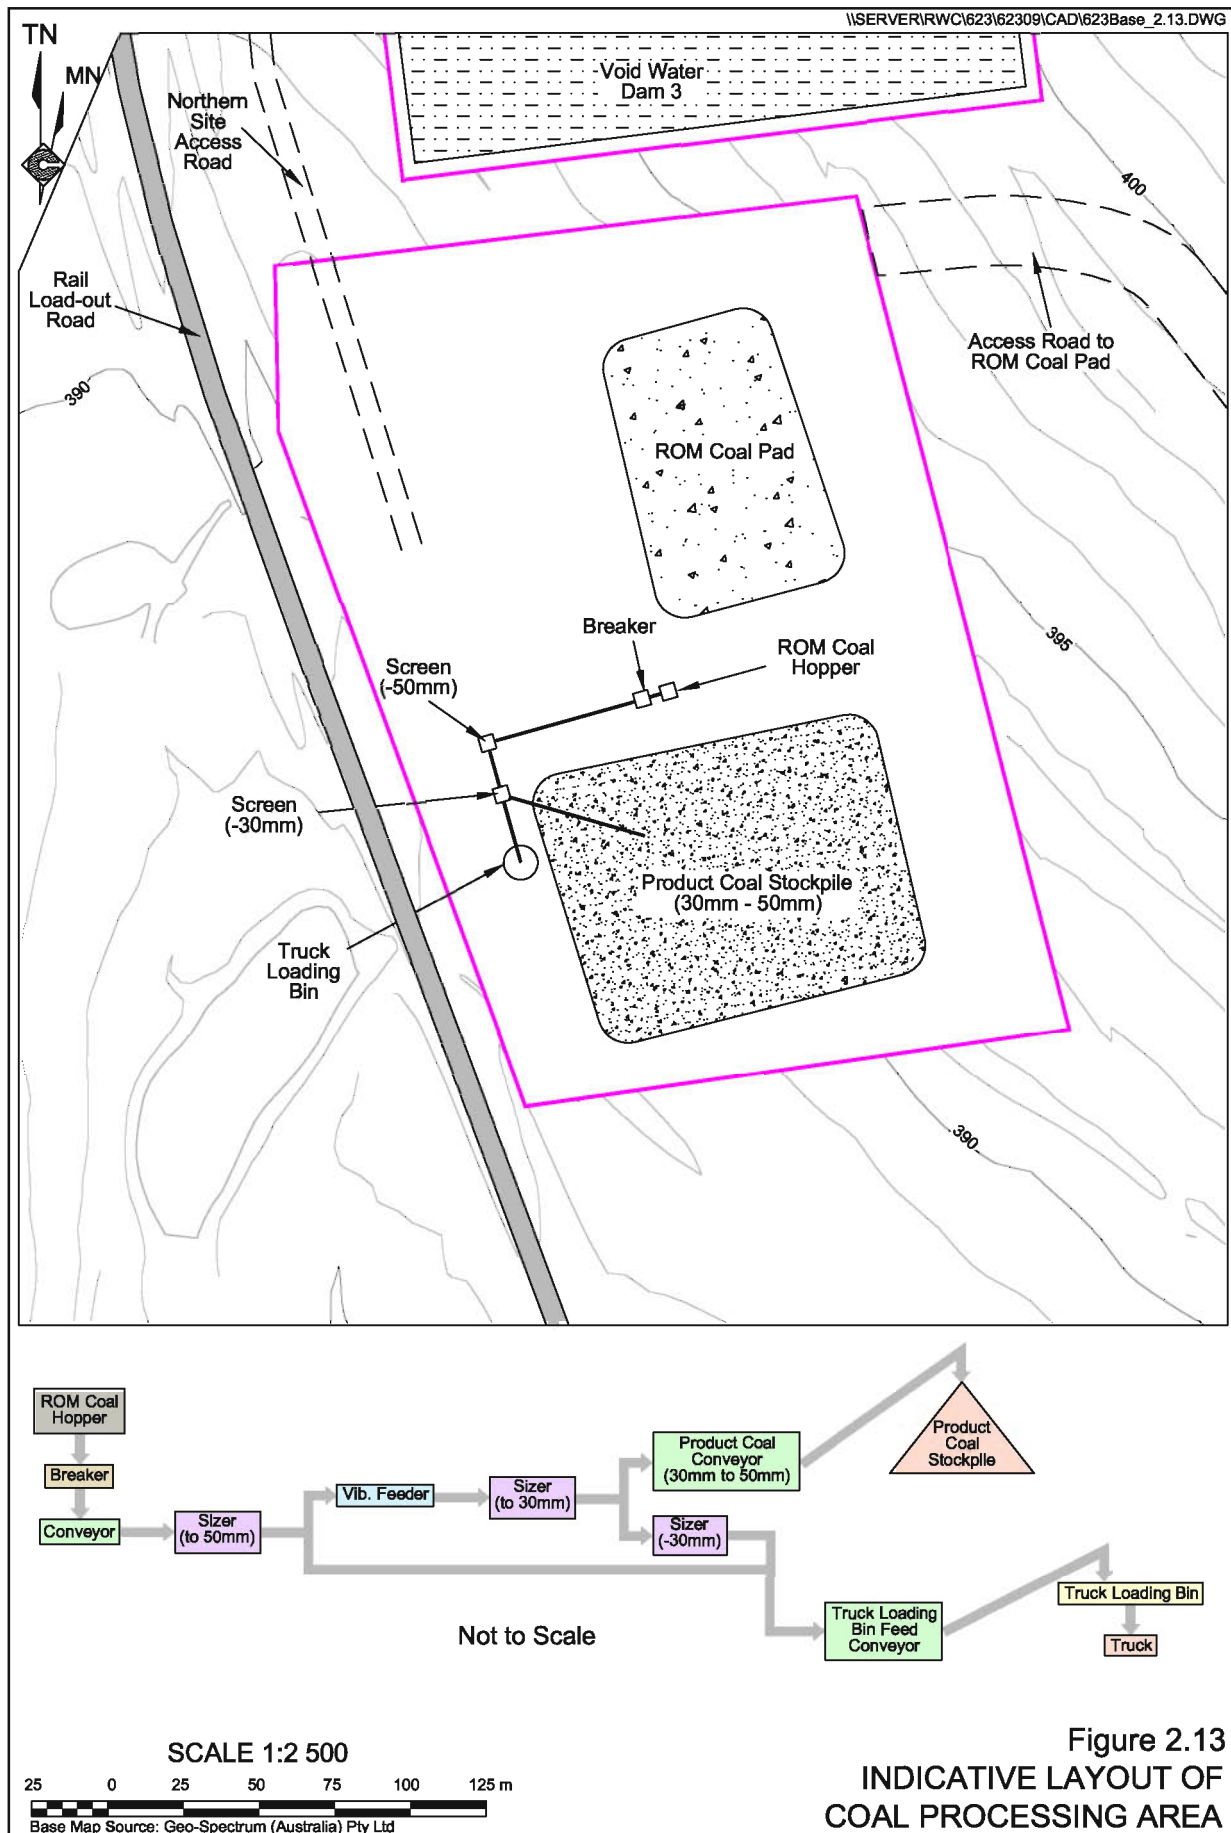 \\SERVER\RWC\623\62309\CAD\623Base_2.13.DWG
TN
MN
Void Water
Dam 3
Northern
Site
Access
Road
400
Rail
Load-out
Road
Access Road to
ROM Coal Pad
390
ROM Coal Pad
Breaker
ROM Coal
Hopper
395
Screen
(-50mm)
Screen
(-30mm)
Product Coal Stockpile
(30mm - 50mm)
Truck
Loading
Bin
390
ROM Coal
Hopper
Breaker
Conveyor
Sizer
(to 50mm)
Vib. Feeder
Sizer
(to 30mm)
Product Coal
Conveyor
(30mm to 50mm)
Sizer
(-30mm)
Product
Coal
Stockpile
Truck Loading
Bin Feed
Conveyor
Truck Loading Bin
Truck
Not to Scale
SCALE 1:2 500
25 0 25 50 75 100 125 m
Base Map Source: Geo-Spectrum (Australia) Pty Ltd
Figure 2.13
INDICATIVE LAYOUT OF
COAL PROCESSING AREA